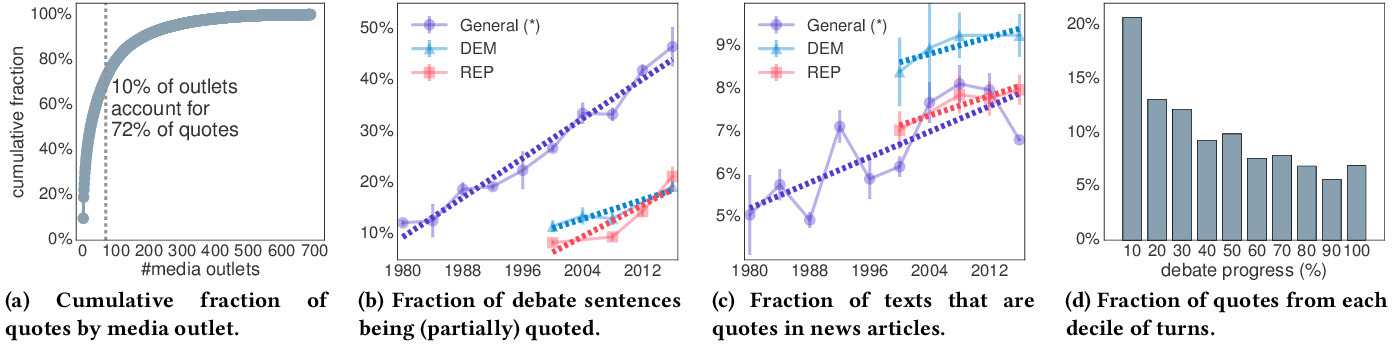 100%
80%
60%
40%
20%
0%
cumulative fraction
10% of outlets
account for
72% of quotes
0 100 200 300 400 500 600 700
#media outlets
(a) Cumulative fraction of
quotes by media outlet.
50%
40%
30%
20%
10%
General (*)
DEM
REP
1980 1988 1996 2004 2012
(b) Fraction of debate sentences
being (partially) quoted.
9%
8%
7%
6%
5%
General (*)
DEM
REP
1980 1988 1996 2004 2012
(c) Fraction of texts that are
quotes in news articles.
20%
15%
10%
5%
0%
10 20 30 40 50 60 70 80 90 100
debate progress (%)
(d) Fraction of quotes from each
decile of turns.